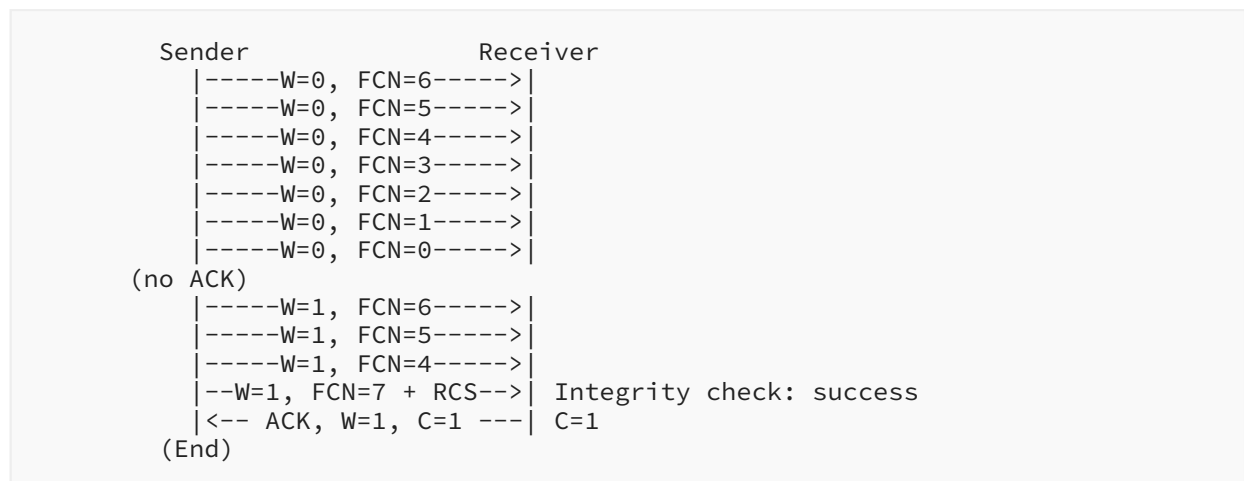 Sender                      Receiver
|-----W=0, FCN=6----->|
|-----W=0, FCN=5----->|
|-----W=0, FCN=4----->|
|-----W=0, FCN=3----->|
|-----W=0, FCN=2----->|
|-----W=0, FCN=1----->|
|-----W=0, FCN=0----->|
(no ACK)
|-----W=1, FCN=6----->|
|-----W=1, FCN=5----->|
|-----W=1, FCN=4----->|
|--W=1, FCN=7 + RCS-->| Integrity check: success
|<-- ACK, W=1, C=1 ---| C=1
(End)